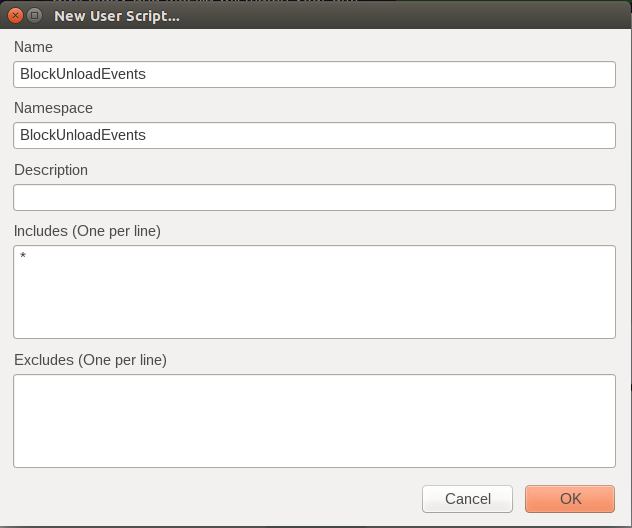 New User Script...
Name
BlockUnloadEvents
Namespace
BlockUnloadEvents
Description
Includes (One per line)
*
Excludes (One per line)
Cancel
OK